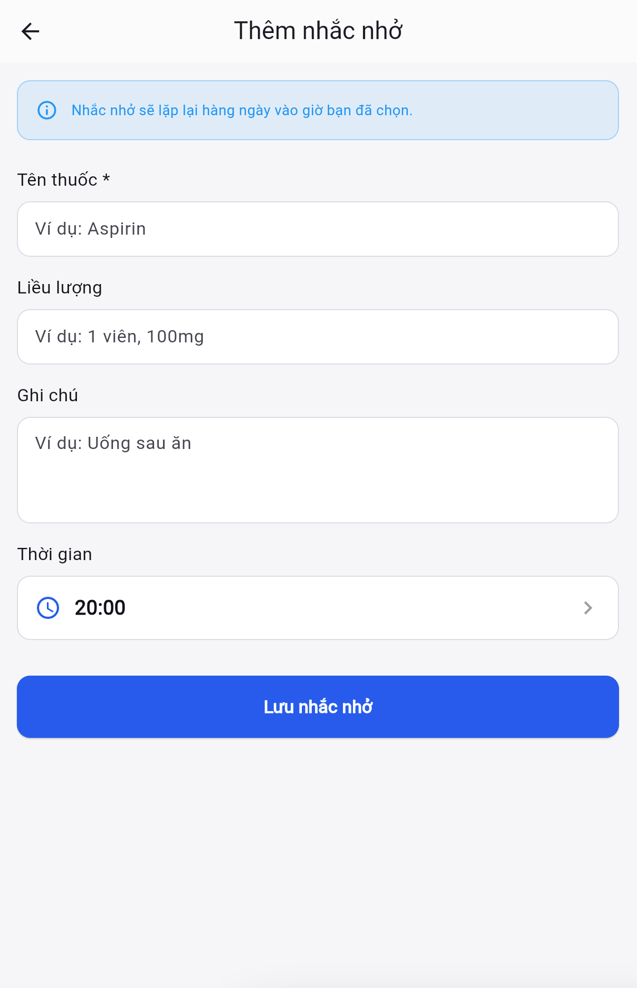 Thêm nhắc nhở
Nhắc nhở sẽ lặp lại hàng ngày vào giờ bạn đã chọn.
Tên thuốc *
Ví dụ: Aspirin
Liều lượng
Ví dụ: 1 viên, 100mg
Ghi chú
Ví dụ: Uống sau ăn
Thời gian
20:00
Lưu nhắc nhở